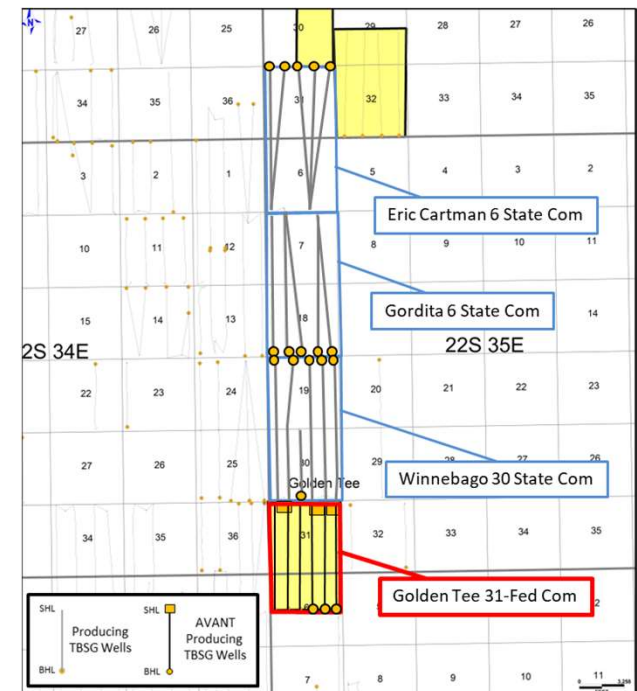 N
27 26 25 30 29 28 27 26
34 35 36 31 32 33 34 35
3 2 1 6 5 4 3 2
Eric Cartman 6 State Com
10 11 12 7 8 9 10 11
Gordita 6 State Com
15 14 13 18 14
2S 34E
22S 35E
22 23 24 19 20 21 22 23
27 26 25 30 29 28 27 26
Golden Tee
Winnebago 30 State Com
34 35 36 31 32 33 34 35
Golden Tee 31-Fed Com
6 2
7 8 9 10 11
SHL
Producing
TBSG Wells
BHL
SHL
AVANT
Producing
TBSG Wells
BHL